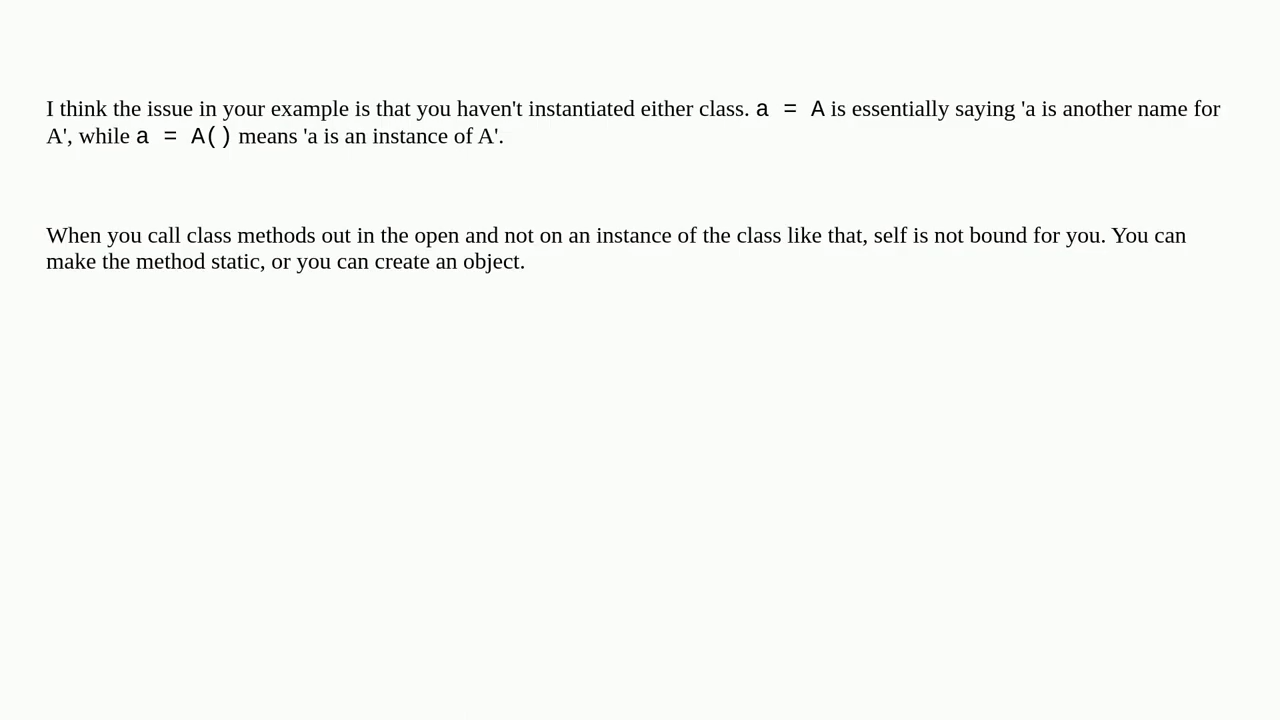 I think the issue in your example is that you haven't instantiated either class. a = A is essentially saying 'a is another name for
A', while a = A() means 'a is an instance of A'.
When you call class methods out in the open and not on an instance of the class like that, self is not bound for you. You can
make the method static, or you can create an object.